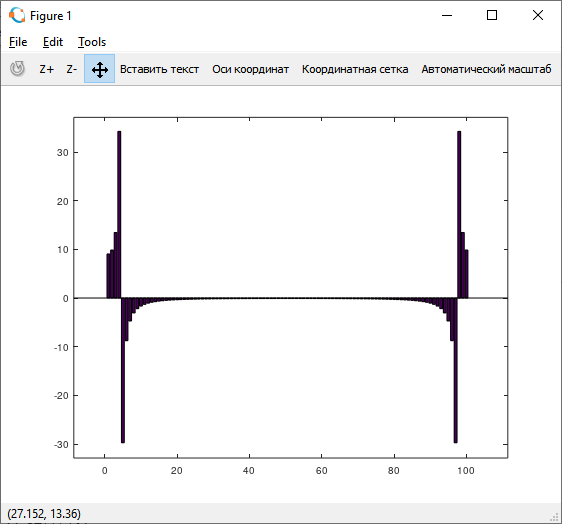 Figure 1
File Edit Tools
Z+ Z- Вставить текст Оси координат Координатная сетка Автоматический масштаб
30
20
10
0
-10
-20
-30
0 20 40 60 80 100
(27.152, 13.36)